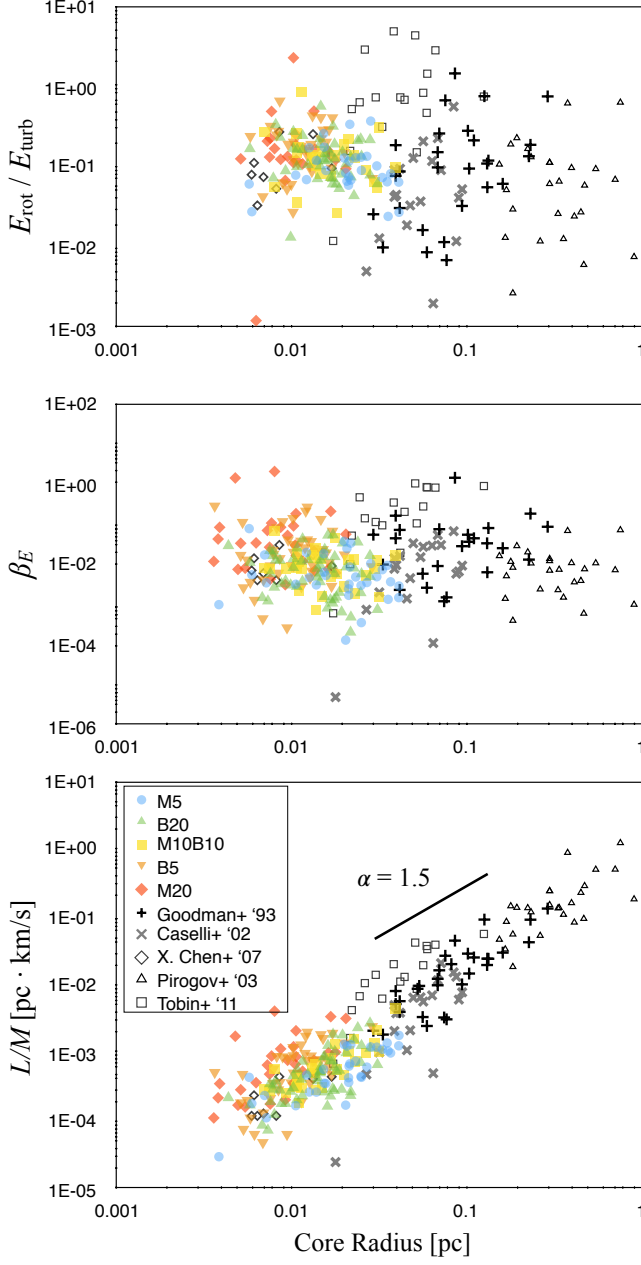 1E+01
1E+00
1E-01
1E-02
1E-03
E_rot / E_turb
0.001 0.01 0.1 1
1E+02
1E+00
1E-02
1E-04
1E-06
β_E
0.001 0.01 0.1 1
1E+01
1E+00
1E-01
1E-02
1E-03
1E-04
1E-05
L/M [pc · km/s]
M5
B20
M10B10
B5
M20
Goodman+ ‘93
Caselli+ ‘02
X. Chen+ ‘07
Pirogov+ ‘03
Tobin+ ‘11
α = 1.5
0.001 0.01 0.1 1
Core Radius [pc]